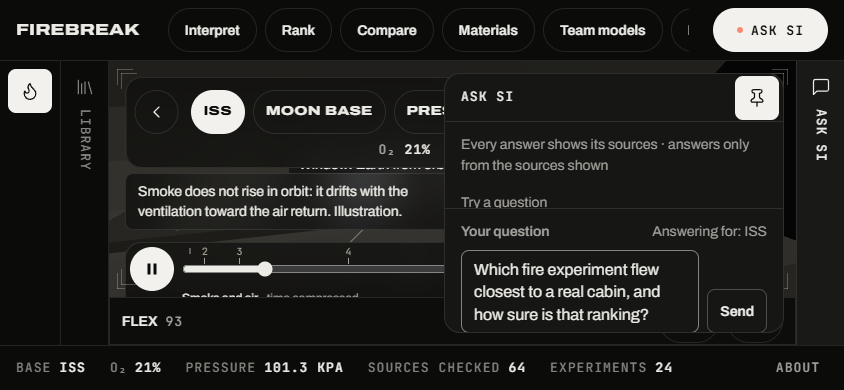 FIREBREAK
Interpret
Rank
Compare
Materials
Team models
ASK SI
LIBRARY
ISS
MOON BASE
O₂ 21%
Smoke does not rise in orbit: it drifts with the
ventilation toward the air return. Illustration.
2
3
4
FLEX 93
ASK SI
Every answer shows its sources · answers only
from the sources shown
Try a question
Your question
Answering for: ISS
Which fire experiment flew
closest to a real cabin, and
how sure is that ranking?
Send
ASK SI
BASE ISS
O₂ 21%
PRESSURE 101.3 KPA
SOURCES CHECKED 64
EXPERIMENTS 24
ABOUT